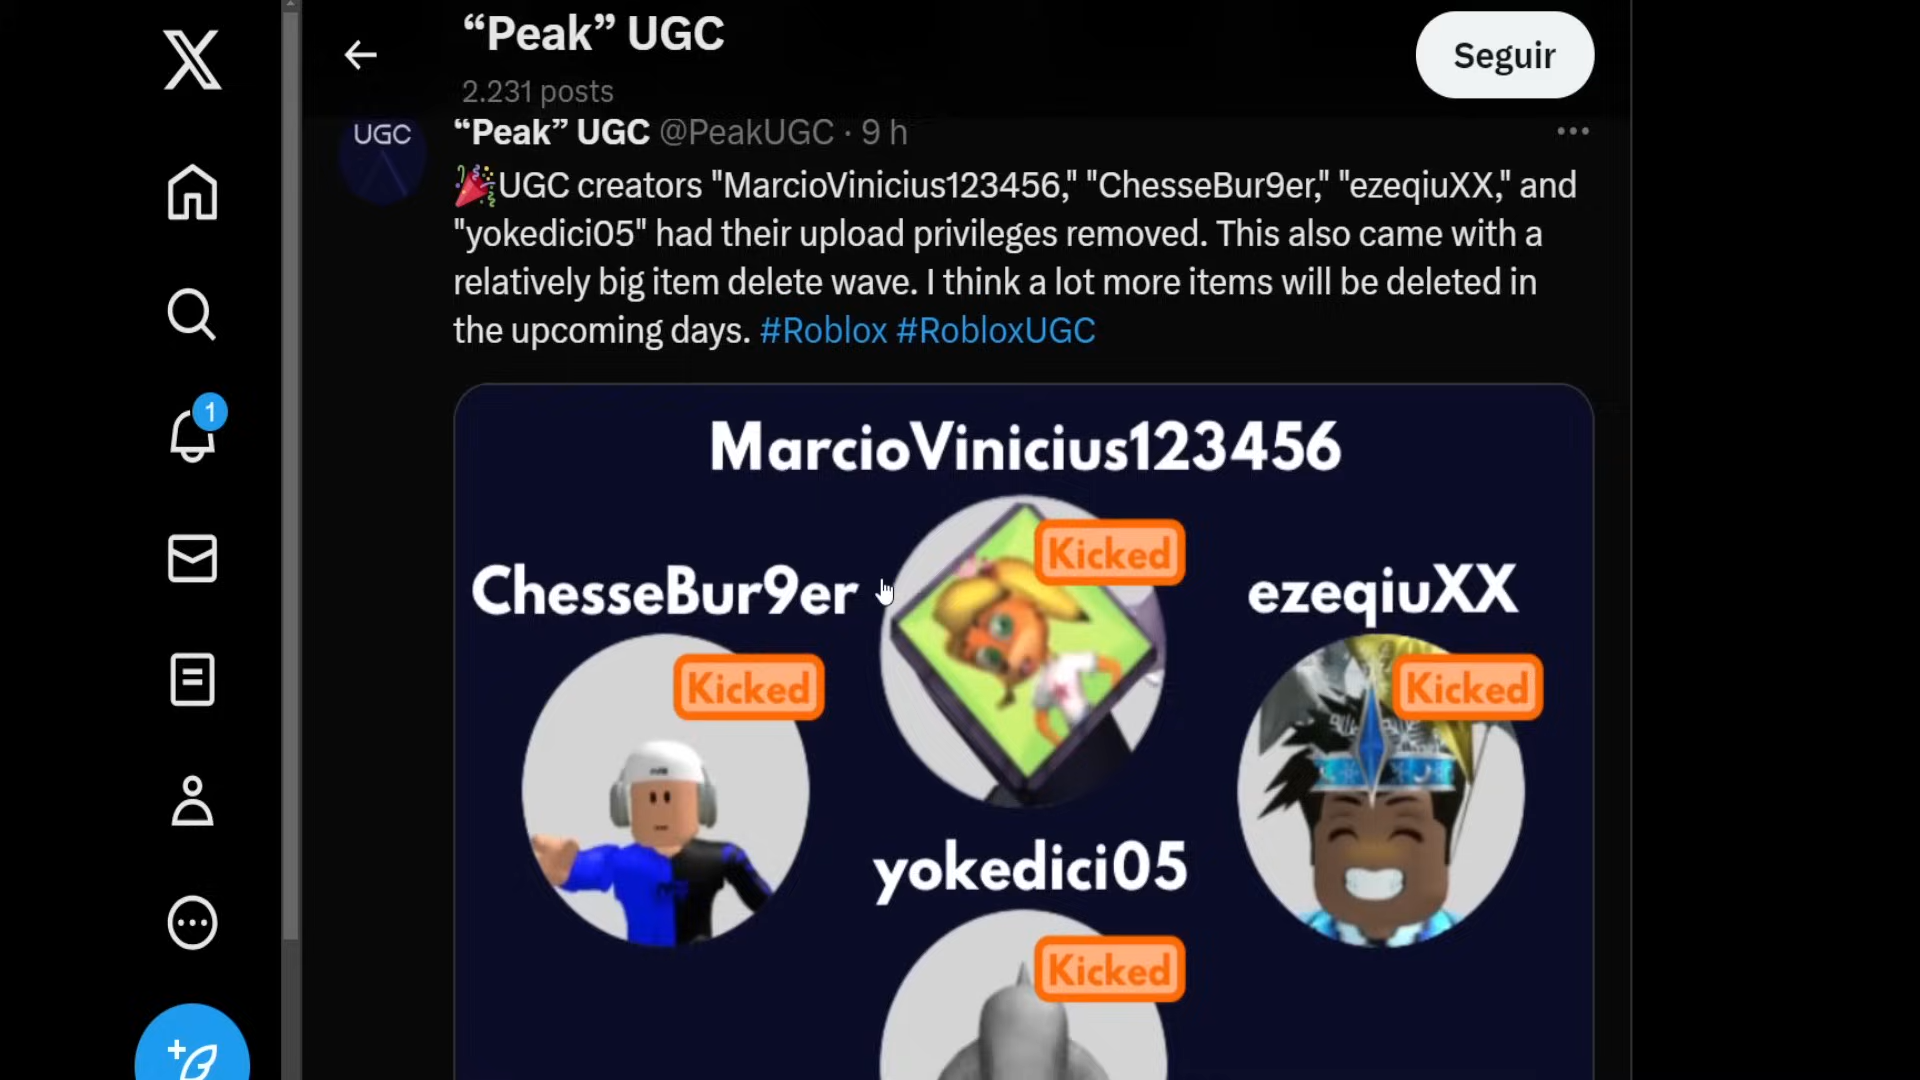 “Peak” UGC
2.231 posts
Seguir
UGC
“Peak” UGC @PeakUGC · 9 h
🎉UGC creators "MarcioVinicius123456," "ChesseBur9er," "ezeqiuXX," and
"yokedici05" had their upload privileges removed. This also came with a
relatively big item delete wave. I think a lot more items will be deleted in
the upcoming days. #Roblox #RobloxUGC
1
MarcioVinicius123456
Kicked
ChesseBur9er
Kicked
ezeqiuXX
Kicked
yokedici05
Kicked